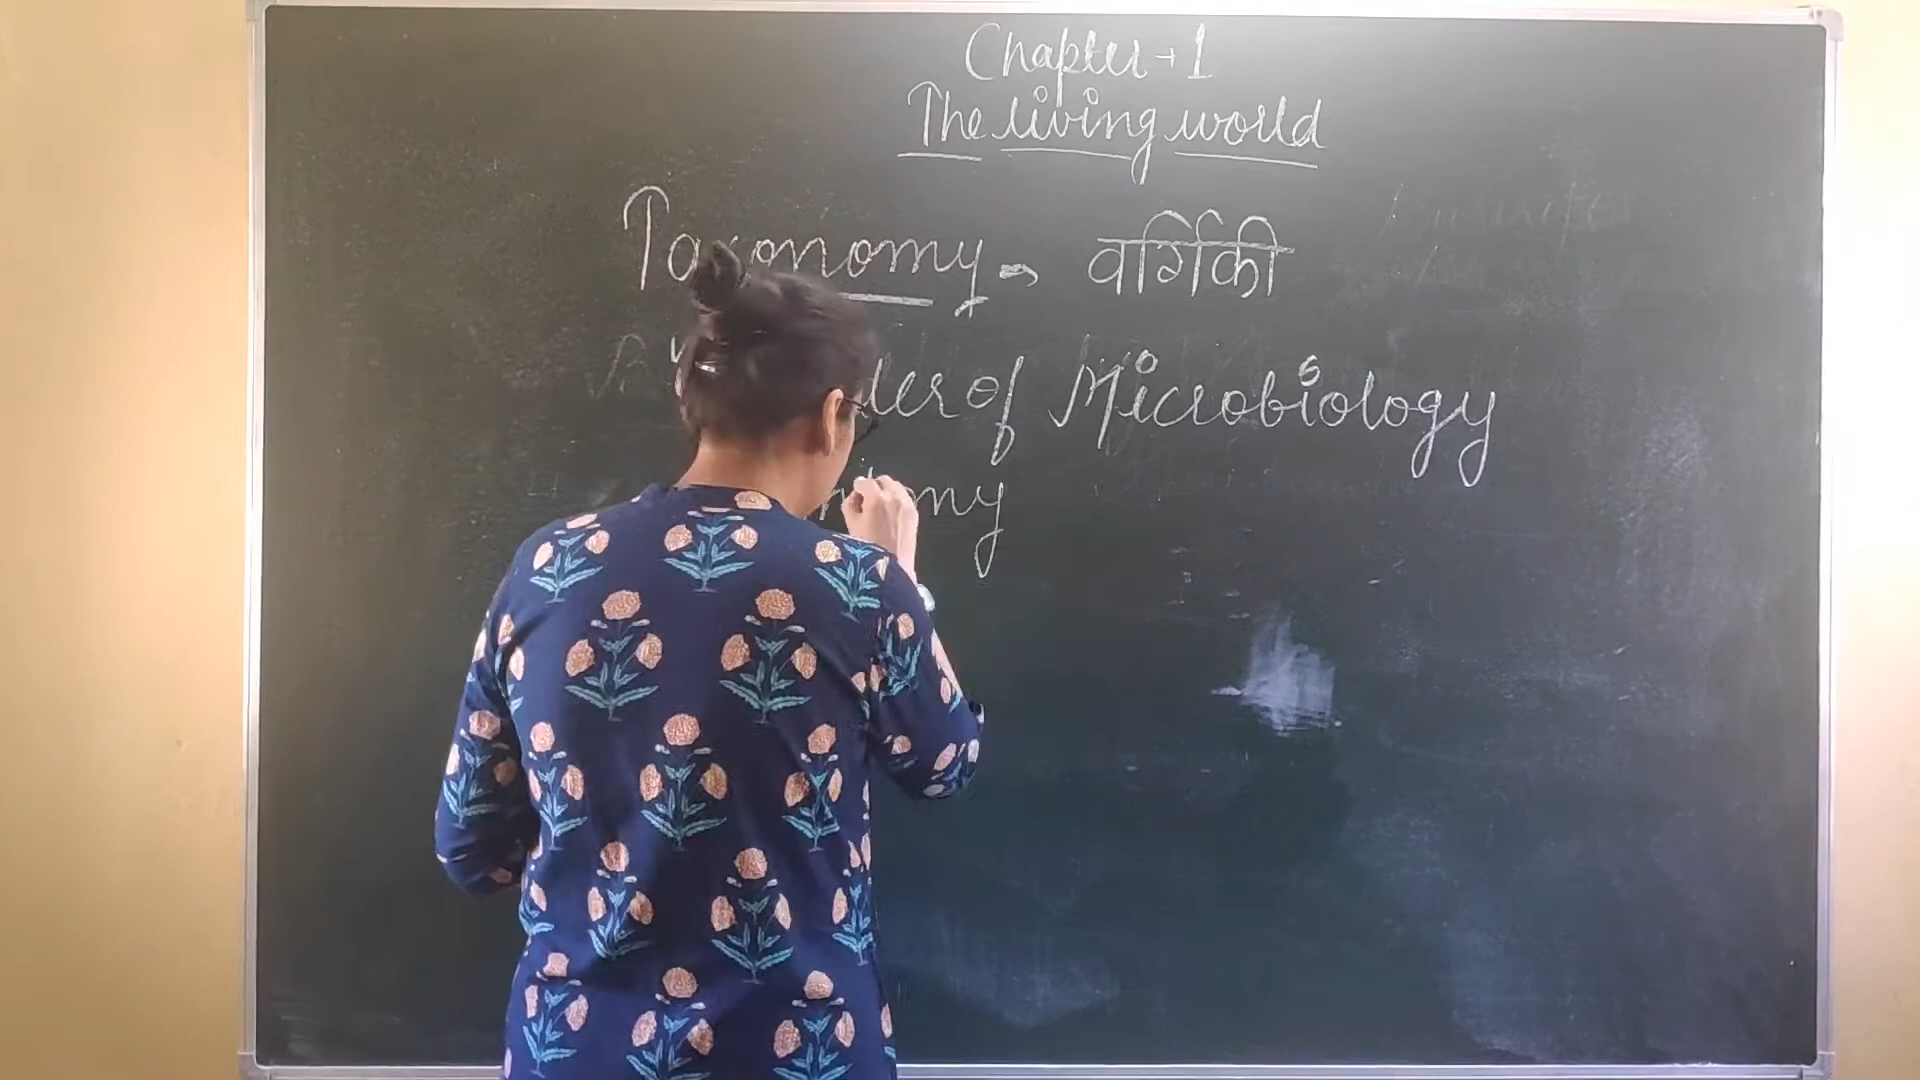 Chapter → 1
The living world
Taxonomy → वर्गिकी
of Microbiology